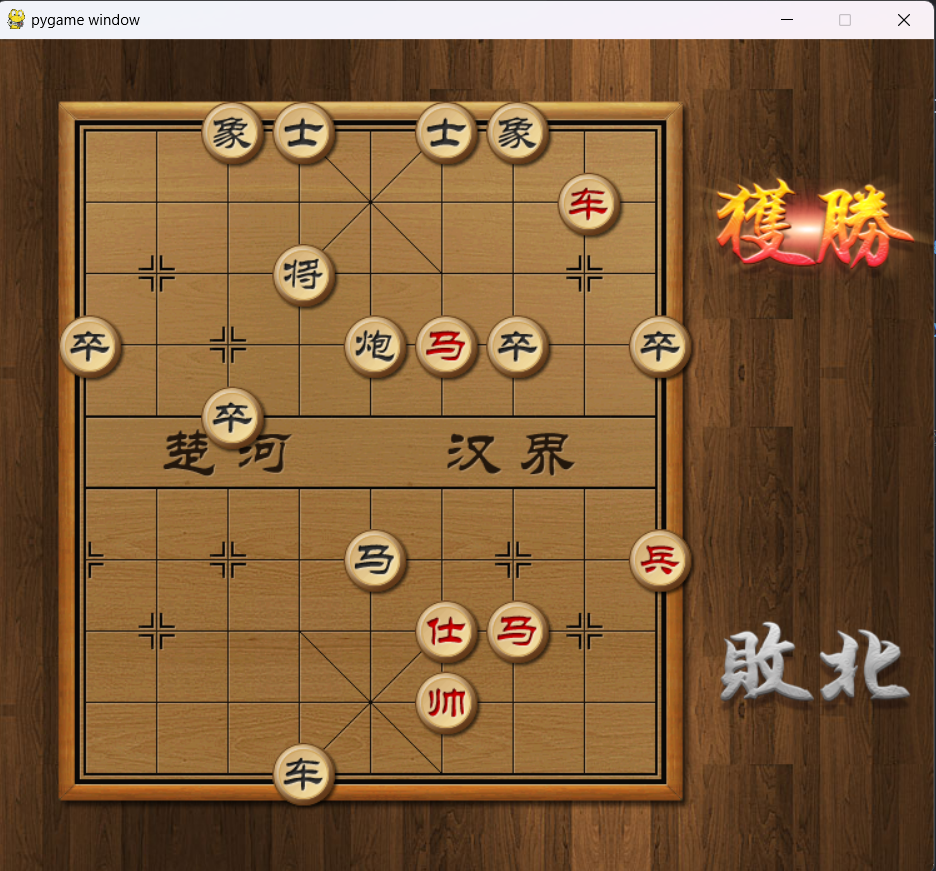 pygame window
象 士 士 象
车
獲勝
将
卒 炮 马 卒 卒
卒
楚河 汉界
马 兵
仕 马
敗北
帅
车